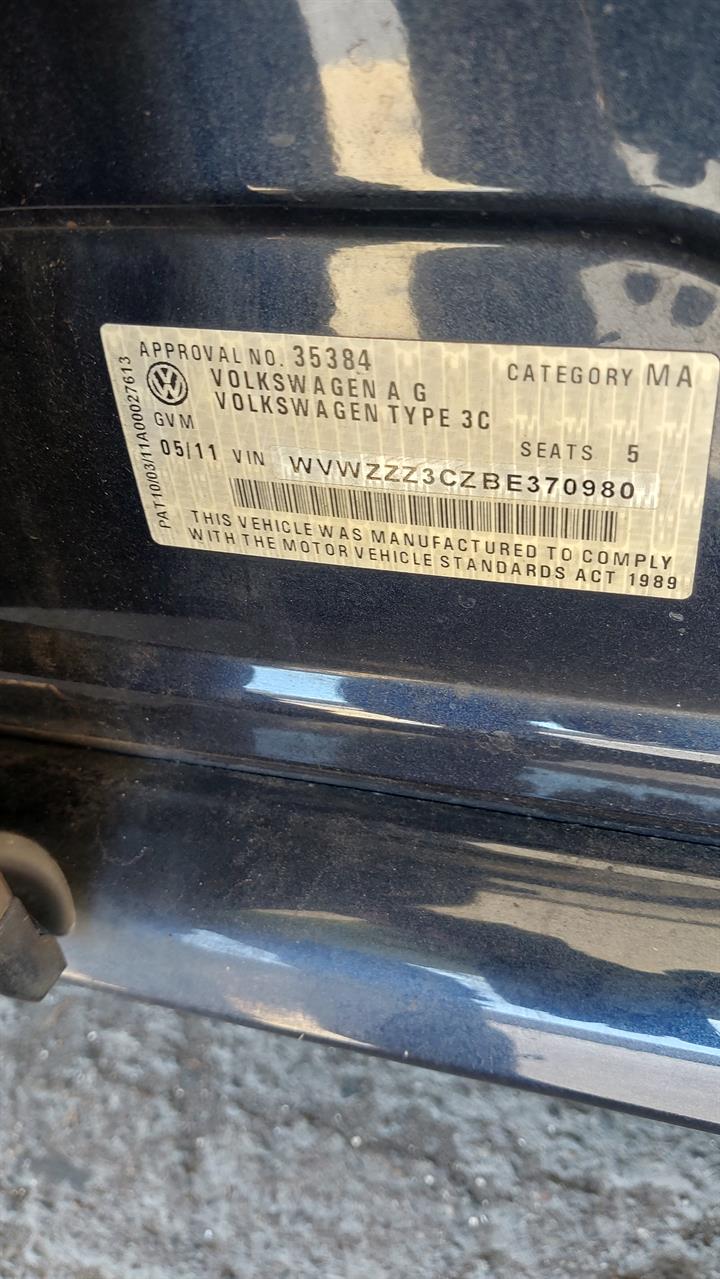 APPROVAL NO. 35384
CATEGORY MA
VOLKSWAGEN A G
VOLKSWAGEN TYPE 3C
GVM
SEATS 5
05/11 VIN WVWZZZ3CZBE370980
THIS VEHICLE WAS MANUFACTURED TO COMPLY
WITH THE MOTOR VEHICLE STANDARDS ACT 1989
PAT10/03/11A00027613